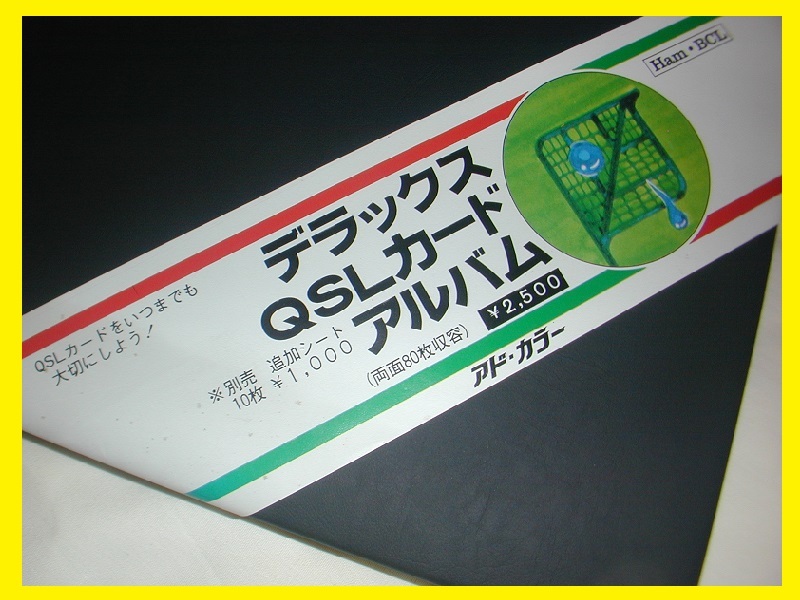 Ham・BCL
デラックス
QSLカード
アルバム
¥2,500
(両面80枚収容)
アド・カラー
QSLカードをいつまでも
大切にしよう!
※別売 追加シート
10枚 ¥1,000